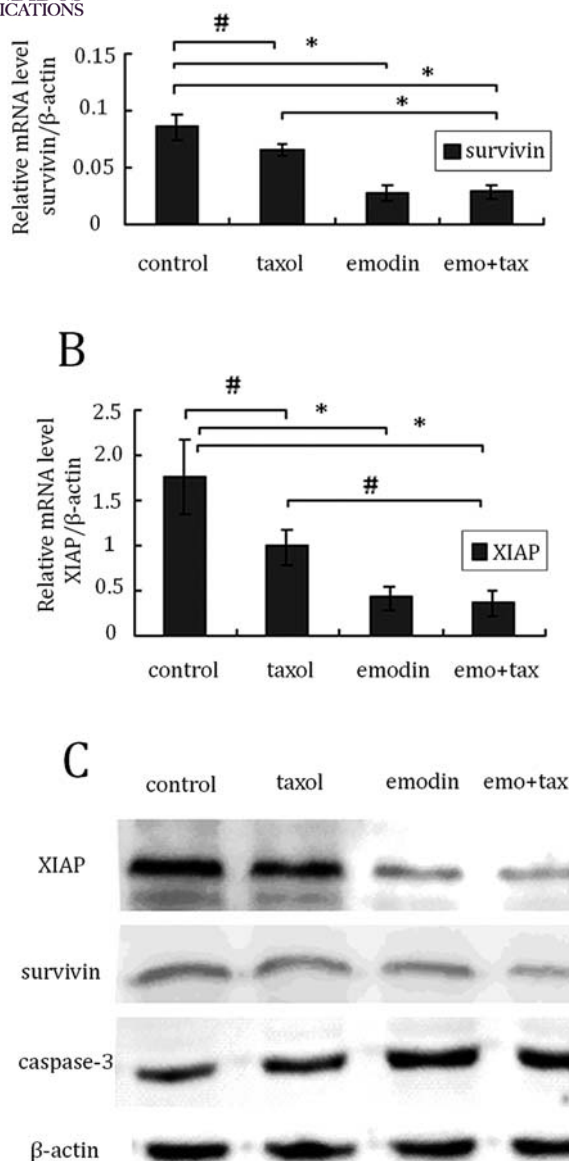 ICATIONS
#
*
*
*
0.15
0.1
0.05
0
Relative mRNA level
survivin/β-actin
survivin
control taxol emodin emo+tax
B
#
*
*
#
2.5
2.0
1.5
1
0.5
0
Relative mRNA level
XIAP/β-actin
XIAP
control taxol emodin emo+tax
C
control taxol emodin emo+tax
XIAP
survivin
caspase-3
β-actin